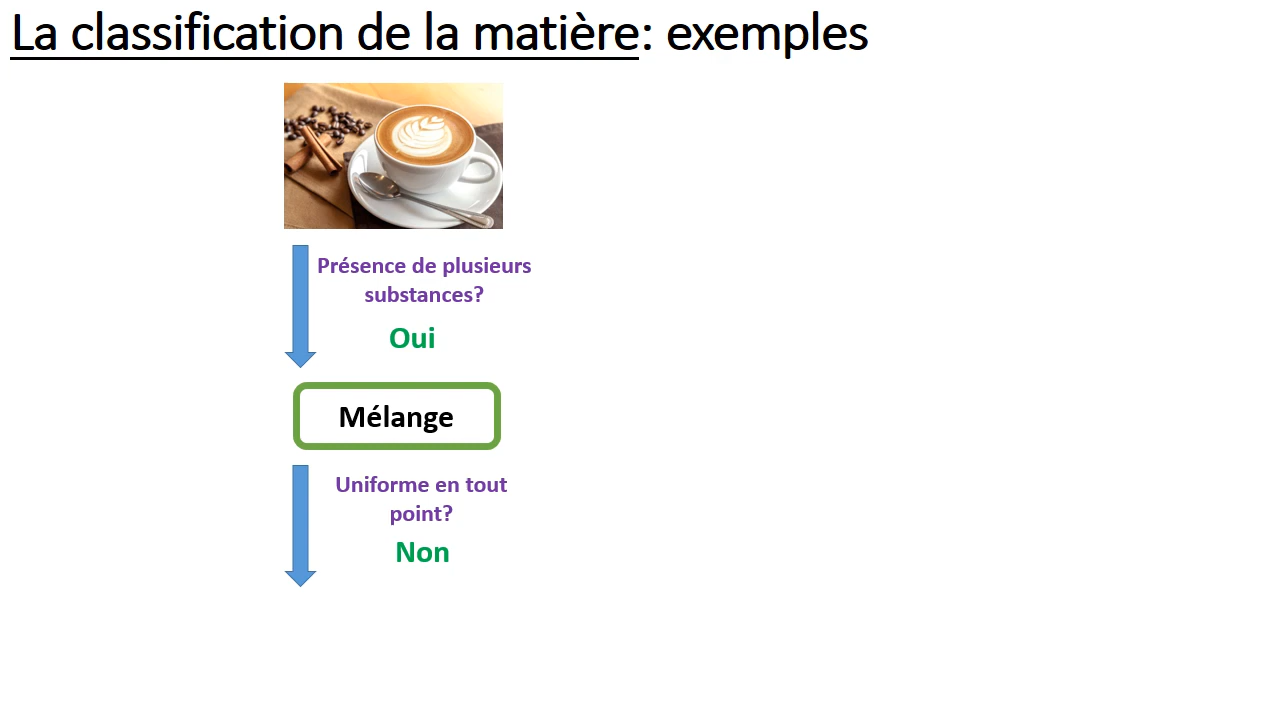 La classification de la matière: exemples
Présence de plusieurs
substances?
Oui
Mélange
Uniforme en tout
point?
Non